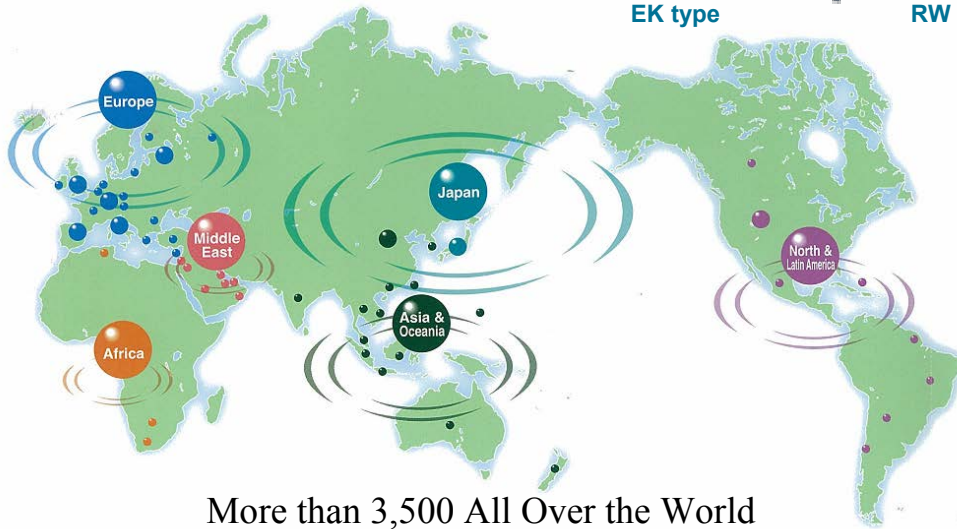 EK type
RW
Europe
Japan
Middle
East
North &
Latin America
Asia &
Oceania
Africa
More than 3,500 All Over the World